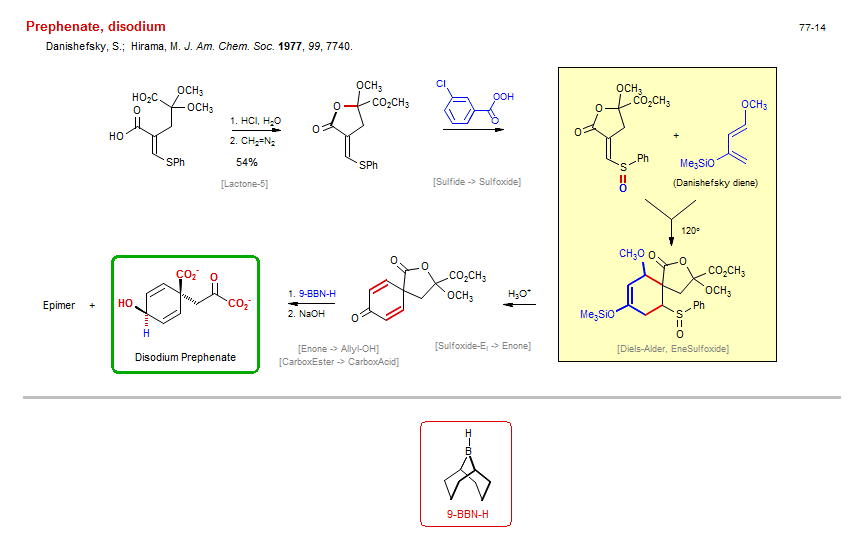 Prephenate, disodium
77-14
Danishefsky, S.; Hirama, M. J. Am. Chem. Soc. 1977, 99, 7740.
HO₂C
OCH₃
OCH₃
O
HO
SPh
1. HCl, H₂O
2. CH₂=N₂
54%
[Lactone-5]
OCH₃
CO₂CH₃
O
O
SPh
Cl
OOH
O
[Sulfide -> Sulfoxide]
OCH₃
CO₂CH₃
O
O
Ph
S
O
+
OCH₃
Me₃SiO
(Danishefsky diene)
120°
CH₃O
O
O
CO₂CH₃
OCH₃
Me₃SiO
Ph
S
O
[Diels-Alder, EneSulfoxide]
H₃O⁺
[Sulfoxide-Eᵢ -> Enone]
O
O
CO₂CH₃
OCH₃
O
1. 9-BBN-H
2. NaOH
[Enone -> Allyl-OH]
[CarboxEster -> CarboxAcid]
CO₂⁻
O
CO₂⁻
HO
H
Disodium Prephenate
Epimer +
H
B
9-BBN-H